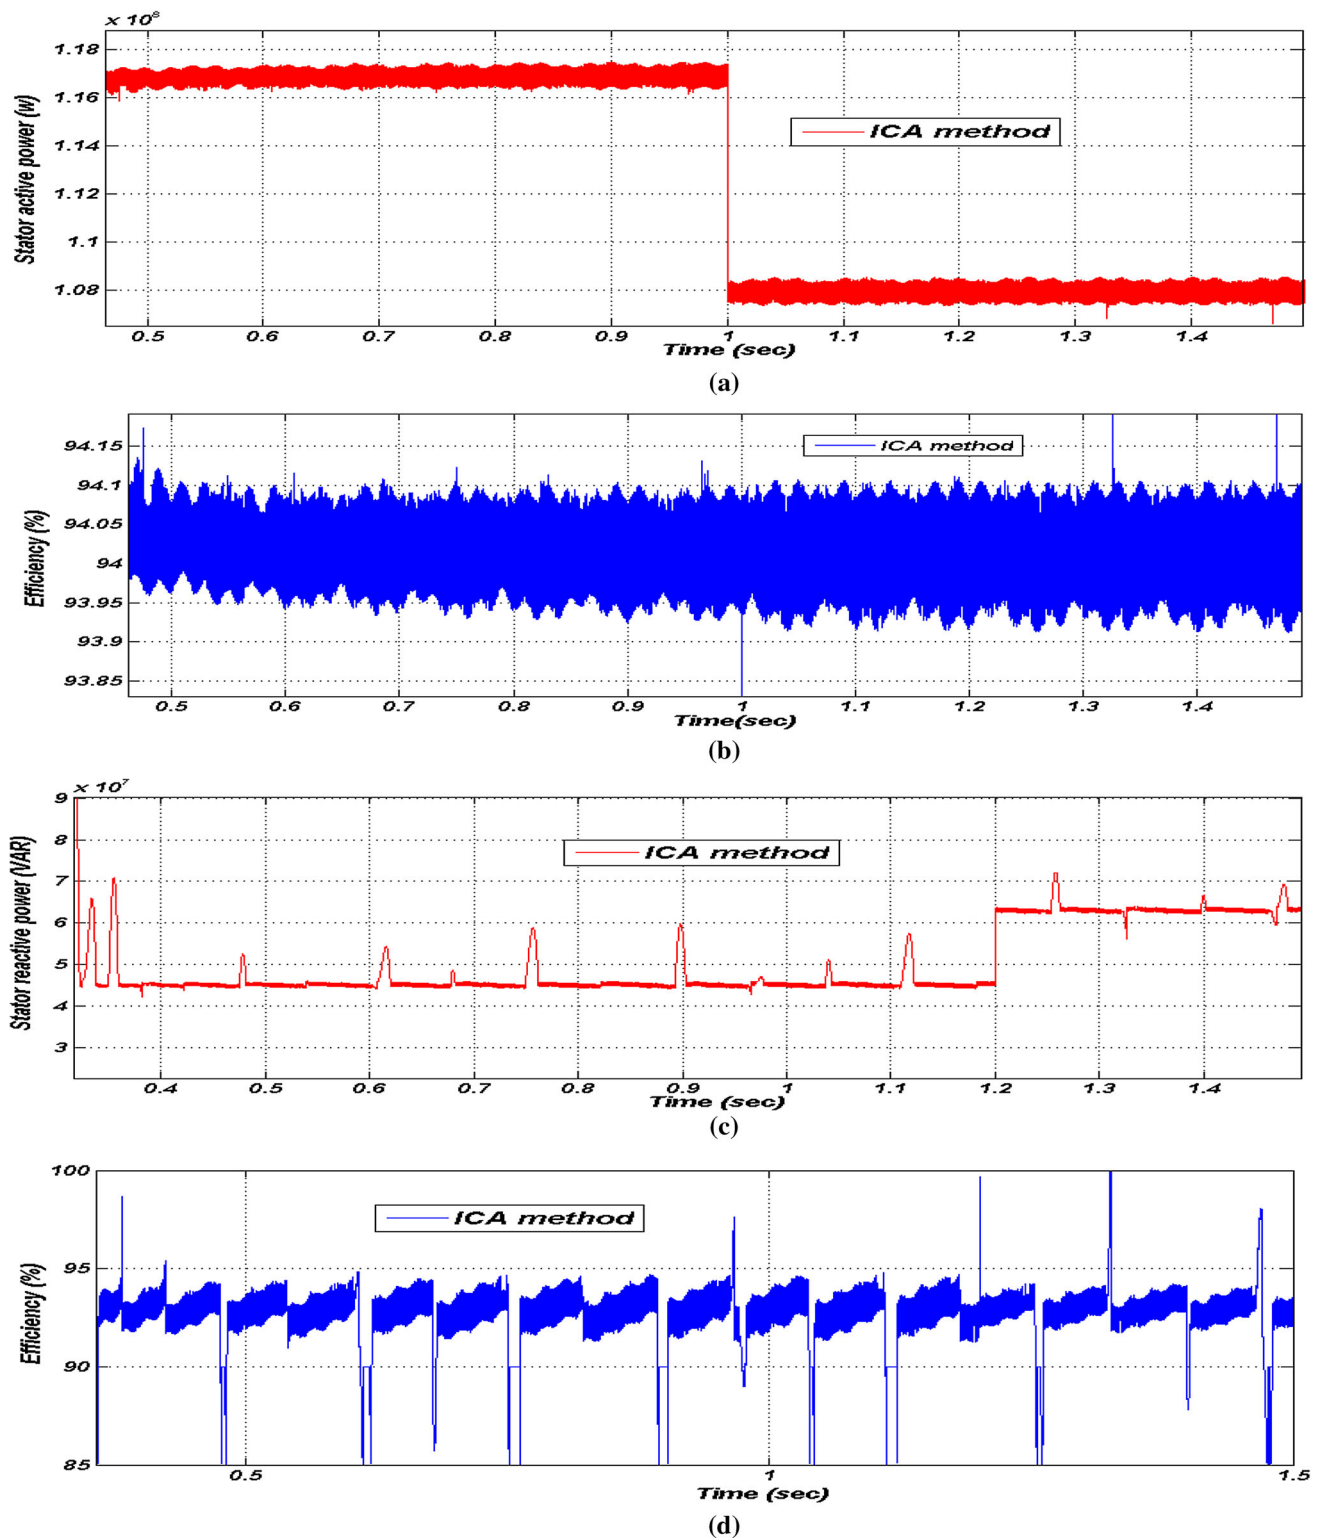 × 10⁸
1.18
1.16
1.14
1.12
1.1
1.08
Stator active power (w)
ICA method
0.5 0.6 0.7 0.8 0.9 1 1.1 1.2 1.3 1.4
Time (sec)
(a)
94.15
94.1
94.05
94
93.95
93.9
93.85
Efficiency (%)
ICA method
0.5 0.6 0.7 0.8 0.9 1 1.1 1.2 1.3 1.4
Time(sec)
(b)
× 10⁷
9
8
7
6
5
4
3
Stator reactive power (VAR)
ICA method
0.4 0.5 0.6 0.7 0.8 0.9 1 1.1 1.2 1.3 1.4
Time (sec)
(c)
100
95
90
85
Efficiency (%)
ICA method
0.5 1 1.5
Time (sec)
(d)